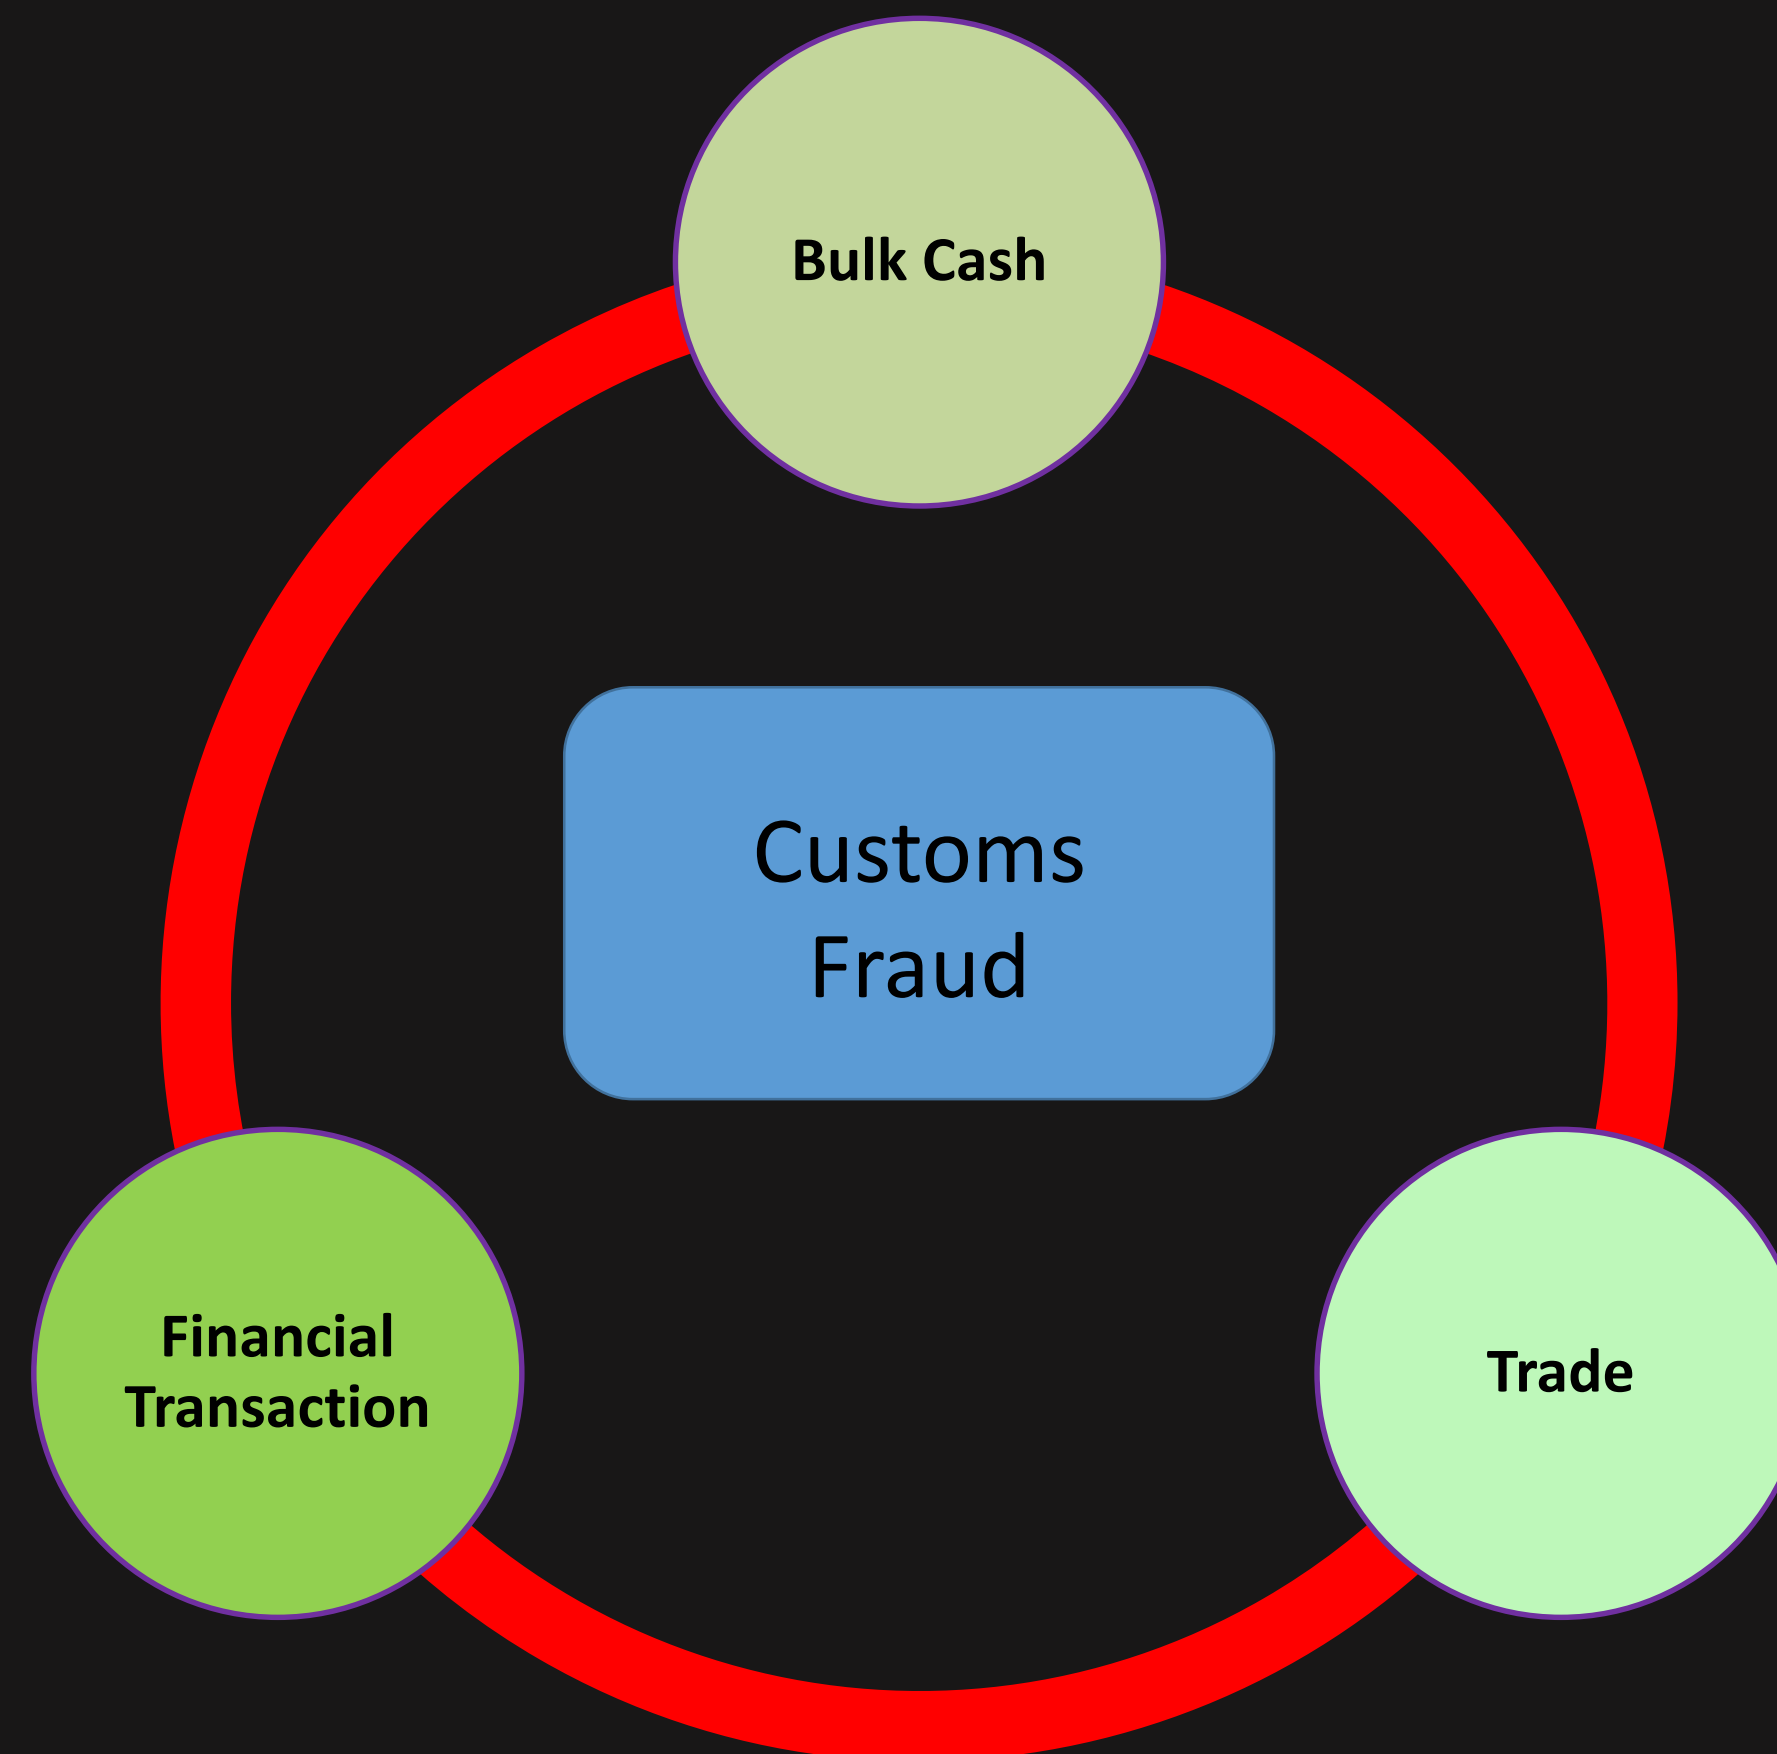 Bulk Cash
Customs
Fraud
Financial
Transaction
Trade